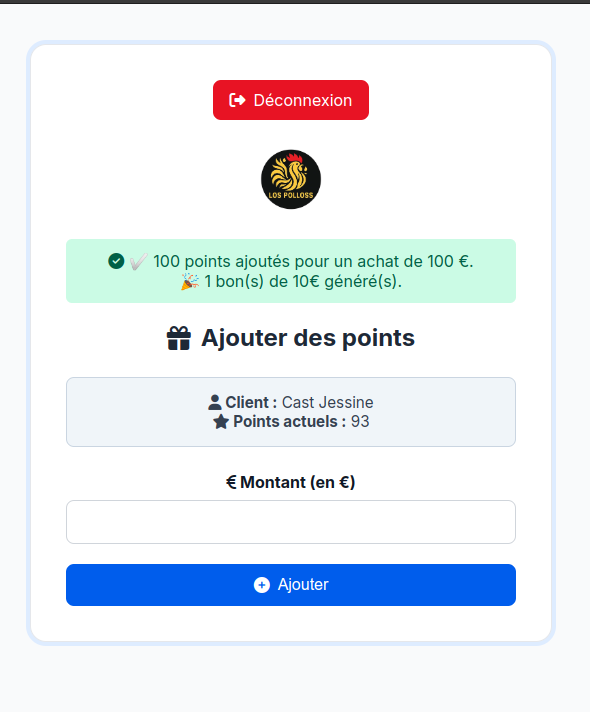 Déconnexion
LOS POLLOSS
100 points ajoutés pour un achat de 100 €.
1 bon(s) de 10€ généré(s).
Ajouter des points
Client : Cast Jessine
Points actuels : 93
€ Montant (en €)
Ajouter